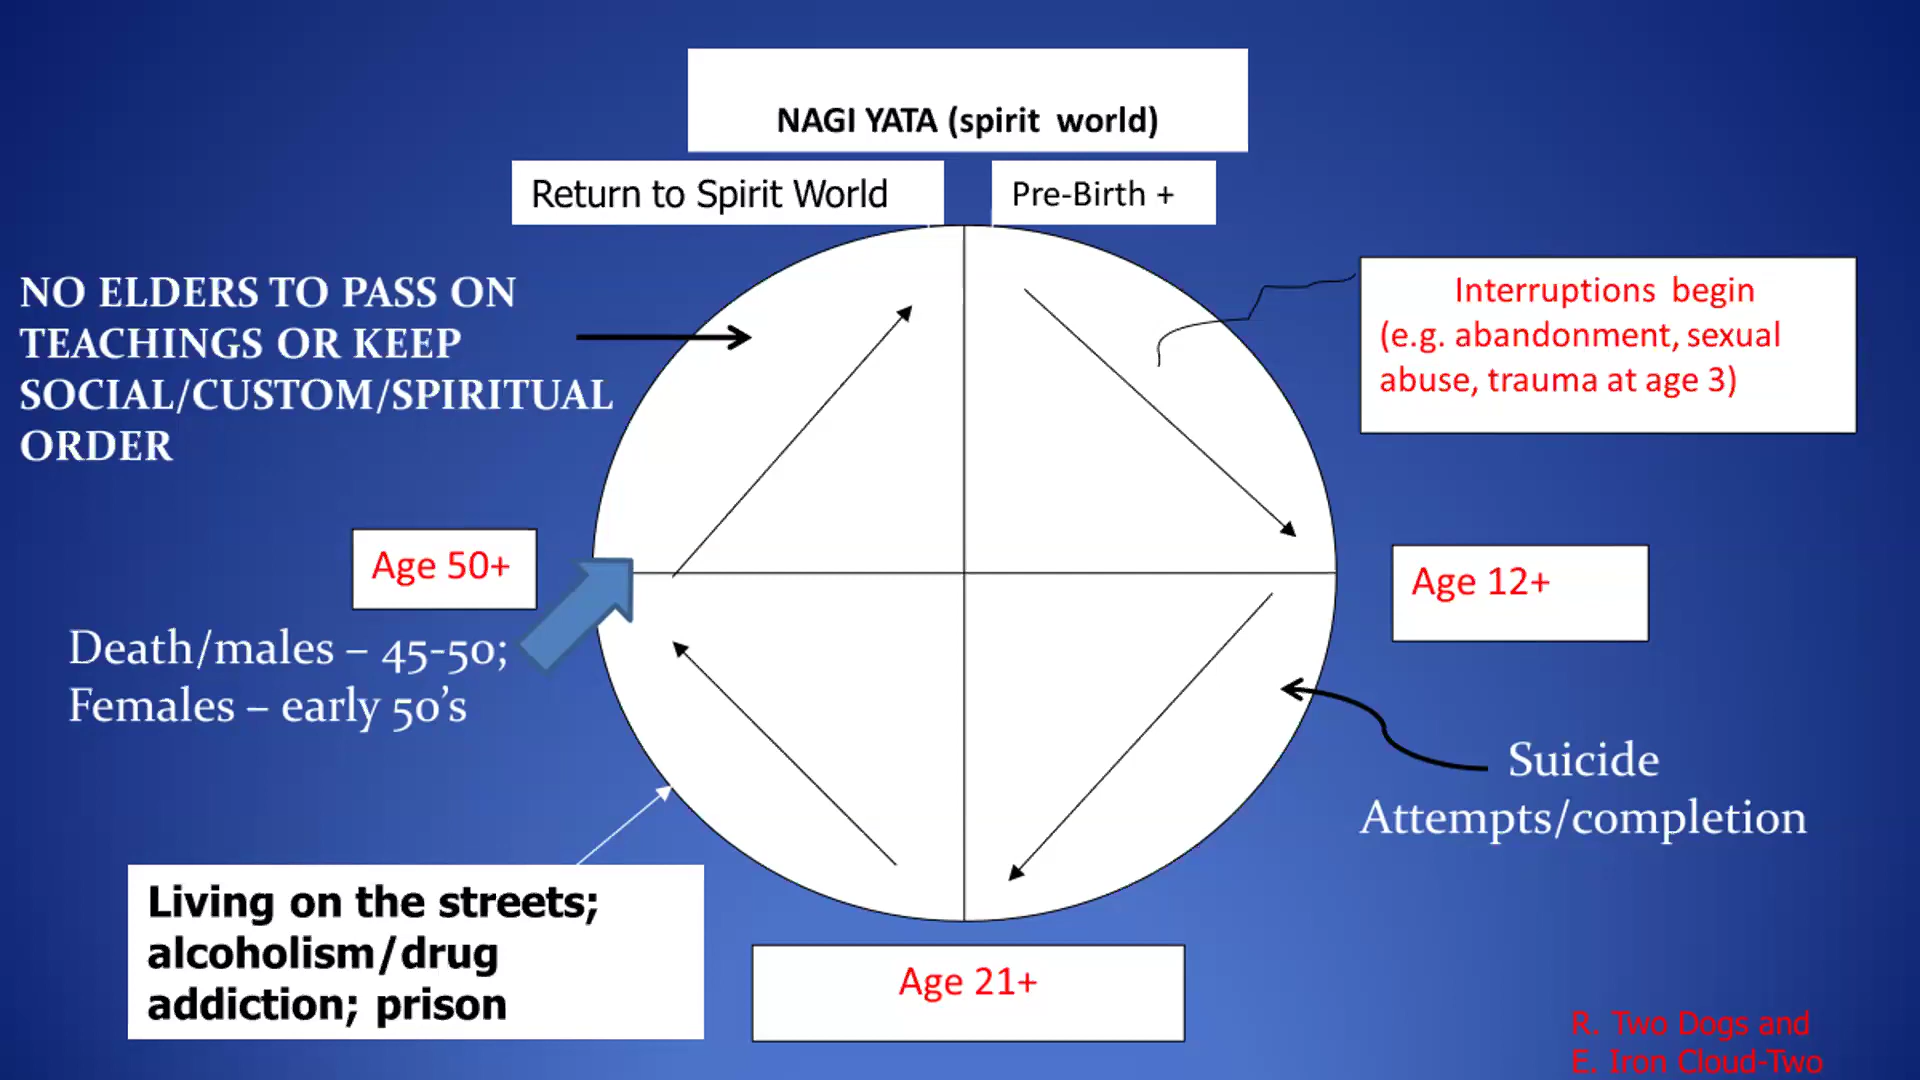 NAGI YATA (spirit world)
Return to Spirit World
Pre-Birth +
NO ELDERS TO PASS ON
TEACHINGS OR KEEP
SOCIAL/CUSTOM/SPIRITUAL
ORDER
Interruptions begin
(e.g. abandonment, sexual
abuse, trauma at age 3)
Age 50+
Age 12+
Death/males – 45-50;
Females – early 50's
Suicide
Attempts/completion
Living on the streets;
alcoholism/drug
addiction; prison
Age 21+
R. Two Dogs and
E. Iron Cloud-Two